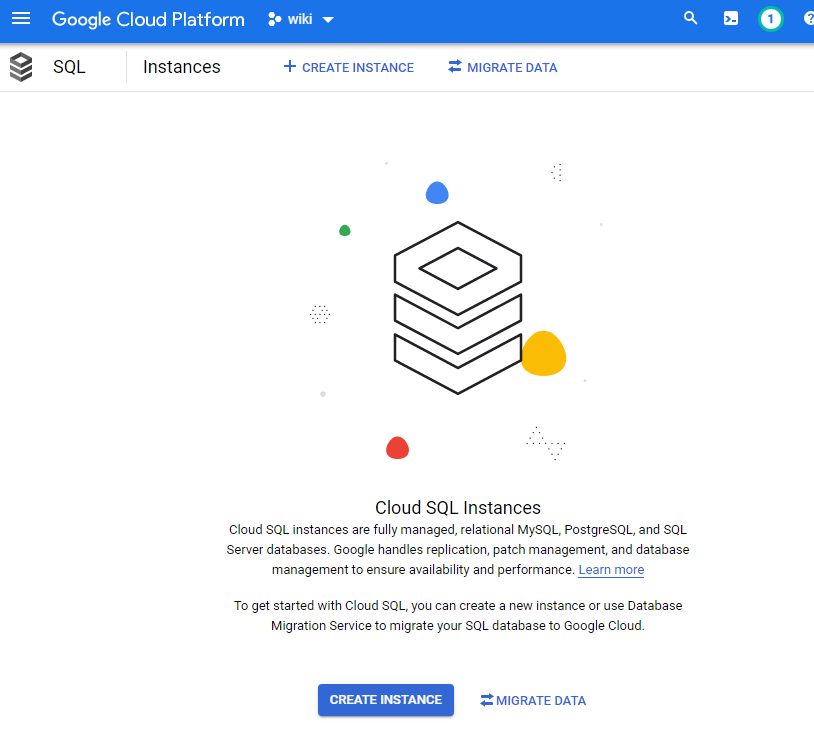 Google Cloud Platform wiki 1 ?
SQL Instances CREATE INSTANCE MIGRATE DATA
Cloud SQL Instances
Cloud SQL instances are fully managed, relational MySQL, PostgreSQL, and SQL
Server databases. Google handles replication, patch management, and database
management to ensure availability and performance. Learn more
To get started with Cloud SQL, you can create a new instance or use Database
Migration Service to migrate your SQL database to Google Cloud.
CREATE INSTANCE MIGRATE DATA